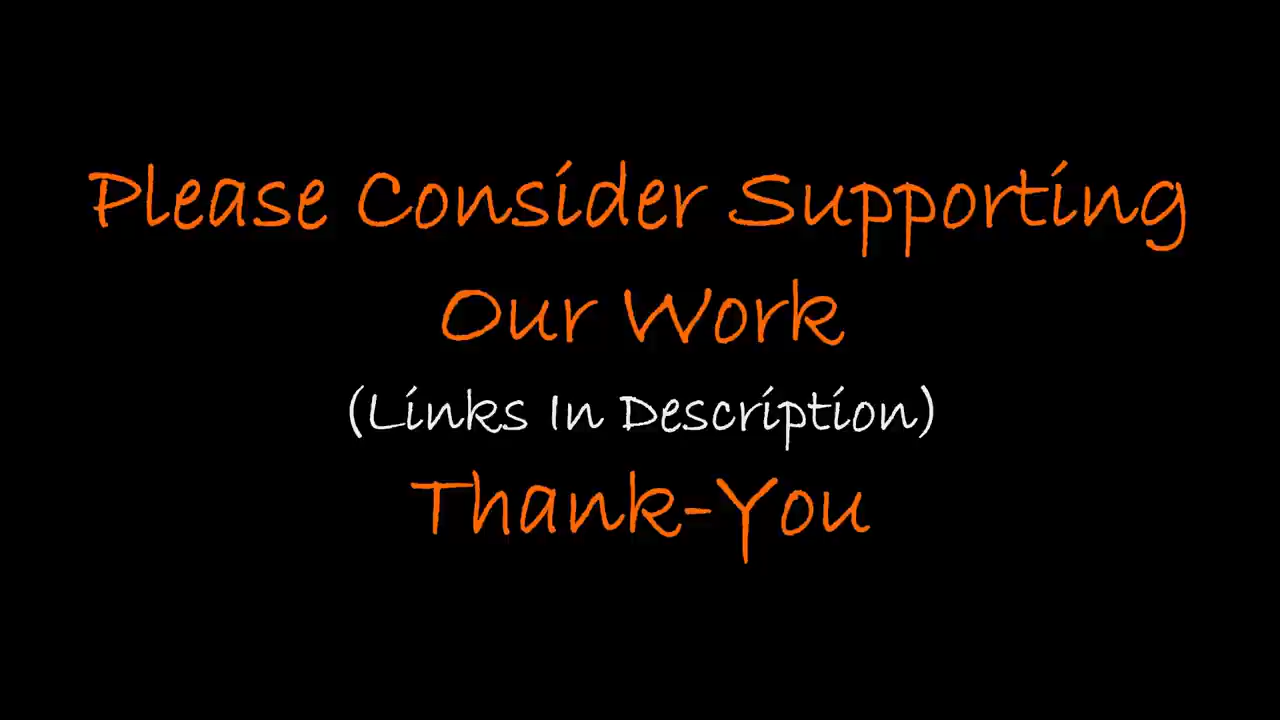 Please Consider Supporting
Our Work
(Links In Description)
Thank-You